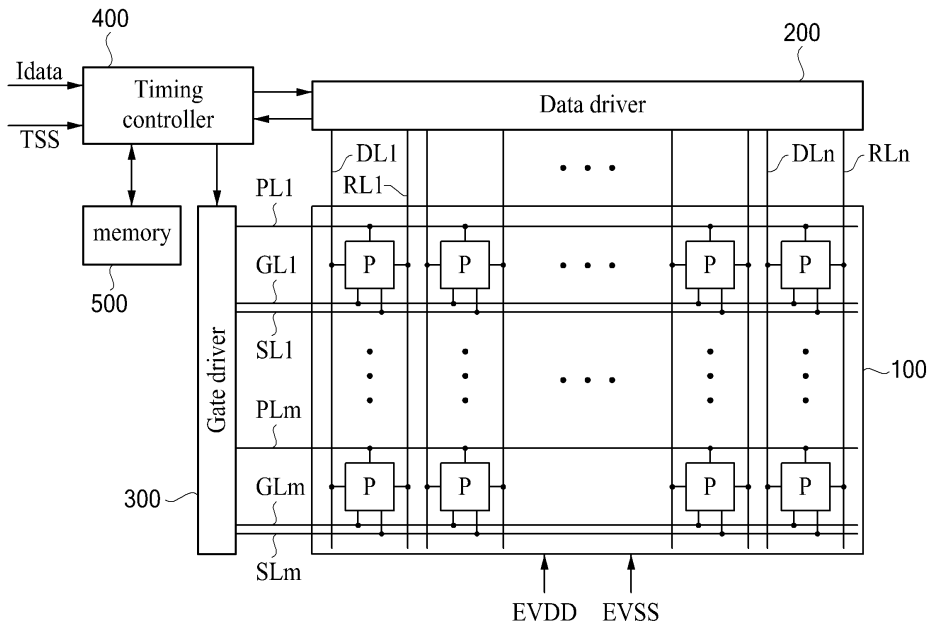 400
200
Idata
Timing
controller
Data driver
TSS
DL1
DLn
RLn
RL1
PL1
memory
P P P P
GL1
500
SL1
100
Gate driver
PLm
P P P P
300
GLm
SLm
EVDD EVSS